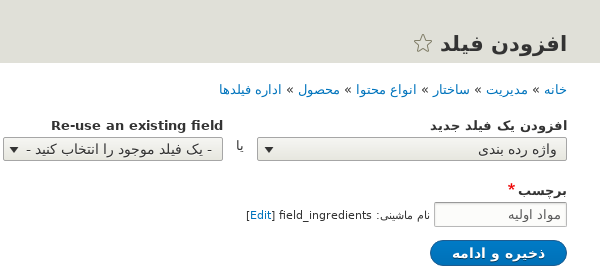 افزودن فیلد
خانه » مدیریت » ساختار » انواع محتوا » محصول » اداره فیلدها
افزودن یک فیلد جدید
واژه رده بندی
یا
Re-use an existing field
- یک فیلد موجود را انتخاب کنید -
برچسب *
مواد اولیه
نام ماشینی: field_ingredients [Edit]
ذخیره و ادامه